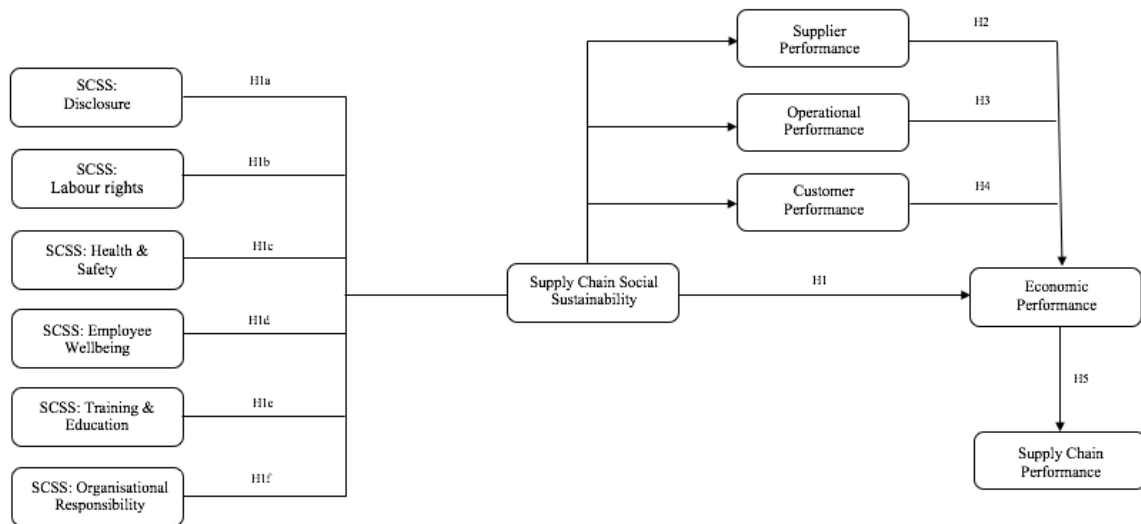 SCSS:
Disclosure
H1a
SCSS:
Labour rights
H1b
SCSS: Health &
Safety
H1c
SCSS: Employee
Wellbeing
H1d
SCSS: Training &
Education
H1e
SCSS: Organisational
Responsibility
H1f
Supply Chain Social
Sustainability
Supplier
Performance
H2
Operational
Performance
H3
Customer
Performance
H4
H1
Economic
Performance
H5
Supply Chain
Performance